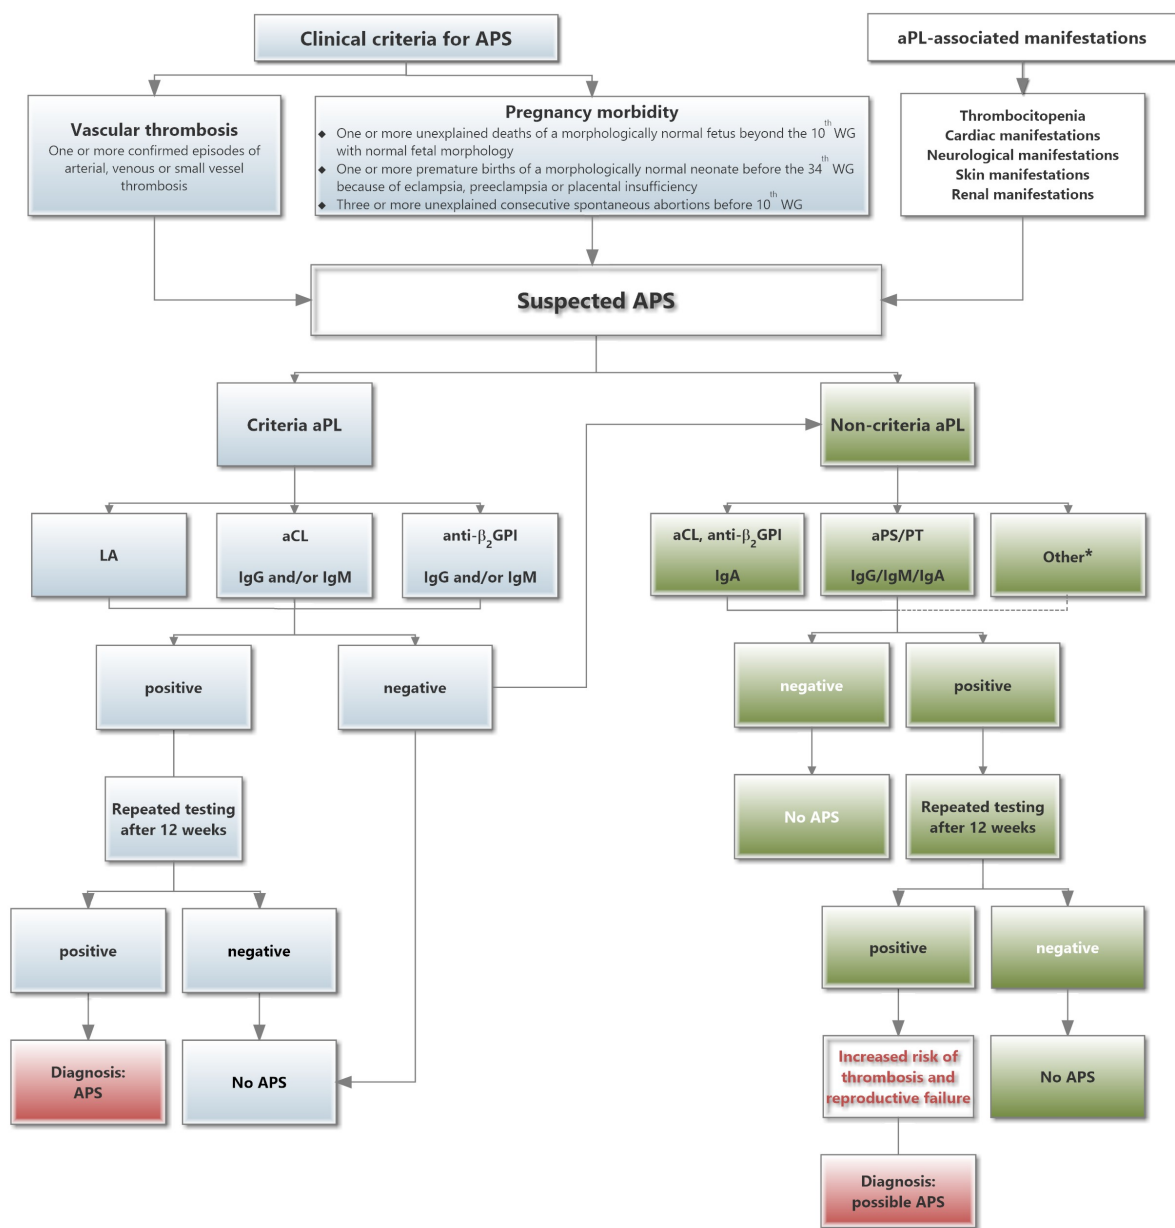 Clinical criteria for APS
aPL-associated manifestations
Vascular thrombosis
One or more confirmed episodes of
arterial, venous or small vessel
thrombosis
Pregnancy morbidity
◆ One or more unexplained deaths of a morphologically normal fetus beyond the 10th WG
with normal fetal morphology
◆ One or more premature births of a morphologically normal neonate before the 34th WG
because of eclampsia, preeclampsia or placental insufficiency
◆ Three or more unexplained consecutive spontaneous abortions before 10th WG
Thrombocitopenia
Cardiac manifestations
Neurological manifestations
Skin manifestations
Renal manifestations
Suspected APS
Criteria aPL
Non-criteria aPL
LA
aCL
IgG and/or IgM
anti-β₂GPI
IgG and/or IgM
aCL, anti-β₂GPI
IgA
aPS/PT
IgG/IgM/IgA
Other*
positive
negative
negative
positive
Repeated testing
after 12 weeks
No APS
Repeated testing
after 12 weeks
positive
negative
positive
negative
Diagnosis:
APS
No APS
Increased risk of
thrombosis and
reproductive failure
No APS
Diagnosis:
possible APS